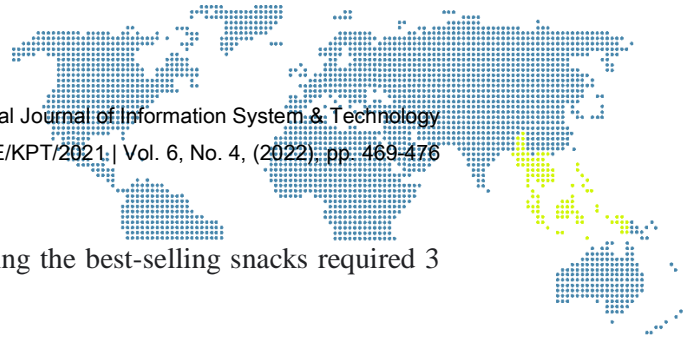 al Journal of Information System & Technology
E/KPT/2021 | Vol. 6, No. 4, (2022), pp. 469-476
ing the best-selling snacks required 3